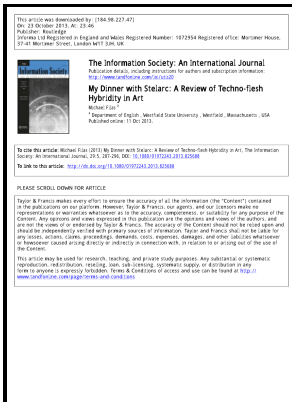 This article was downloaded by: [184.98.227.47]
On: 23 October 2013, At: 23:46
Publisher: Routledge
Informa Ltd Registered in England and Wales Registered Number: 1072954 Registered office: Mortimer House,
37-41 Mortimer Street, London W1T 3JH, UK
Information Society
The Information Society: An International Journal
Publication details, including instructions for authors and subscription information:
http://www.tandfonline.com/loi/utis20
My Dinner with Stelarc: A Review of Techno-flesh
Hybridity in Art
Michael Filas a
a Department of English , Westfield State University , Westfield , Massachusetts , USA
Published online: 11 Oct 2013.
To cite this article: Michael Filas (2013) My Dinner with Stelarc: A Review of Techno-flesh Hybridity in Art, The Information
Society: An International Journal, 29:5, 287-296, DOI: 10.1080/01972243.2013.825688
To link to this article: http://dx.doi.org/10.1080/01972243.2013.825688
PLEASE SCROLL DOWN FOR ARTICLE
Taylor & Francis makes every effort to ensure the accuracy of all the information (the "Content") contained
in the publications on our platform. However, Taylor & Francis, our agents, and our licensors make no
representations or warranties whatsoever as to the accuracy, completeness, or suitability for any purpose of the
Content. Any opinions and views expressed in this publication are the opinions and views of the authors, and
are not the views of or endorsed by Taylor & Francis. The accuracy of the Content should not be relied upon and
should be independently verified with primary sources of information. Taylor and Francis shall not be liable for
any losses, actions, claims, proceedings, demands, costs, expenses, damages, and other liabilities whatsoever
or howsoever caused arising directly or indirectly in connection with, in relation to or arising out of the use of
the Content.
This article may be used for research, teaching, and private study purposes. Any substantial or systematic
reproduction, redistribution, reselling, loan, sub-licensing, systematic supply, or distribution in any
form to anyone is expressly forbidden. Terms & Conditions of access and use can be found at http://
www.tandfonline.com/page/terms-and-conditions